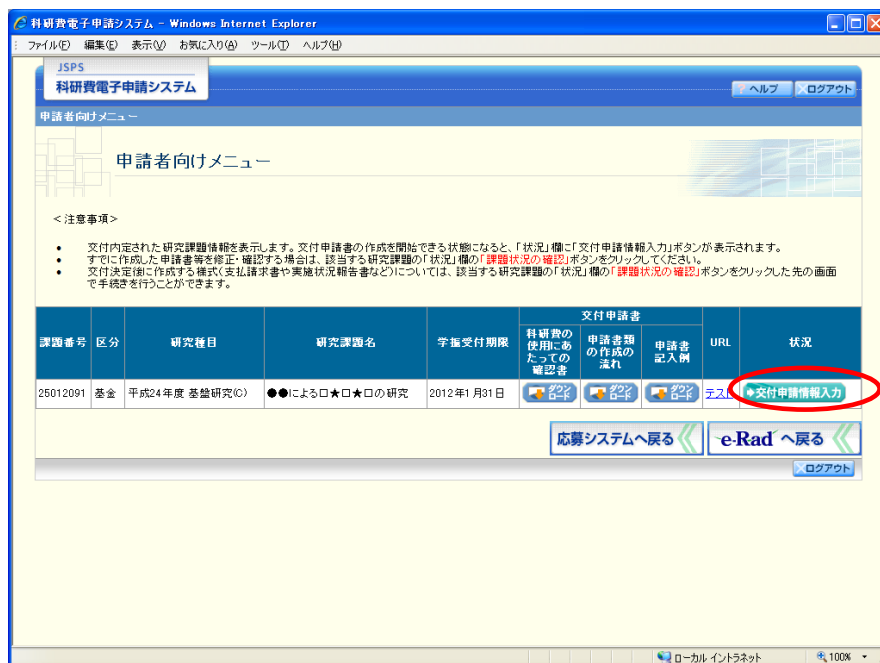 科研費電子申請システム - Windows Internet Explorer
ファイル(F) 編集(E) 表示(V) お気に入り(A) ツール(T) ヘルプ(H)
JSPS
科研費電子申請システム
ヘルプ ログアウト
申請者向けメニュー
申請者向けメニュー
<注意事項>
• 交付内定された研究課題情報を表示します。交付申請書の作成を開始できる状態になると、「状況」欄に「交付申請情報入力」ボタンが表示されます。
• すでに作成した申請書等を修正・確認する場合は、該当する研究課題の「状況」欄の「課題状況の確認」ボタンをクリックしてください。
• 交付決定後に作成する様式(支払請求書や実施状況報告書など)については、該当する研究課題の「状況」欄の「課題状況の確認」ボタンをクリックした先の画面
で手続きを行うことができます。
交付申請書
課題番号 区分 研究種目 研究課題名 学振受付期限 科研費の使用にあたっての確認書 申請書類の作成の流れ 申請書記入例 URL 状況
25012091 基金 平成24年度 基盤研究(C) ●●による□★□★□の研究 2012年1月31日 ダウンロード ダウンロード ダウンロード テスト 交付申請情報入力
応募システムへ戻る e-Rad へ戻る
ログアウト
ローカル イントラネット 100%